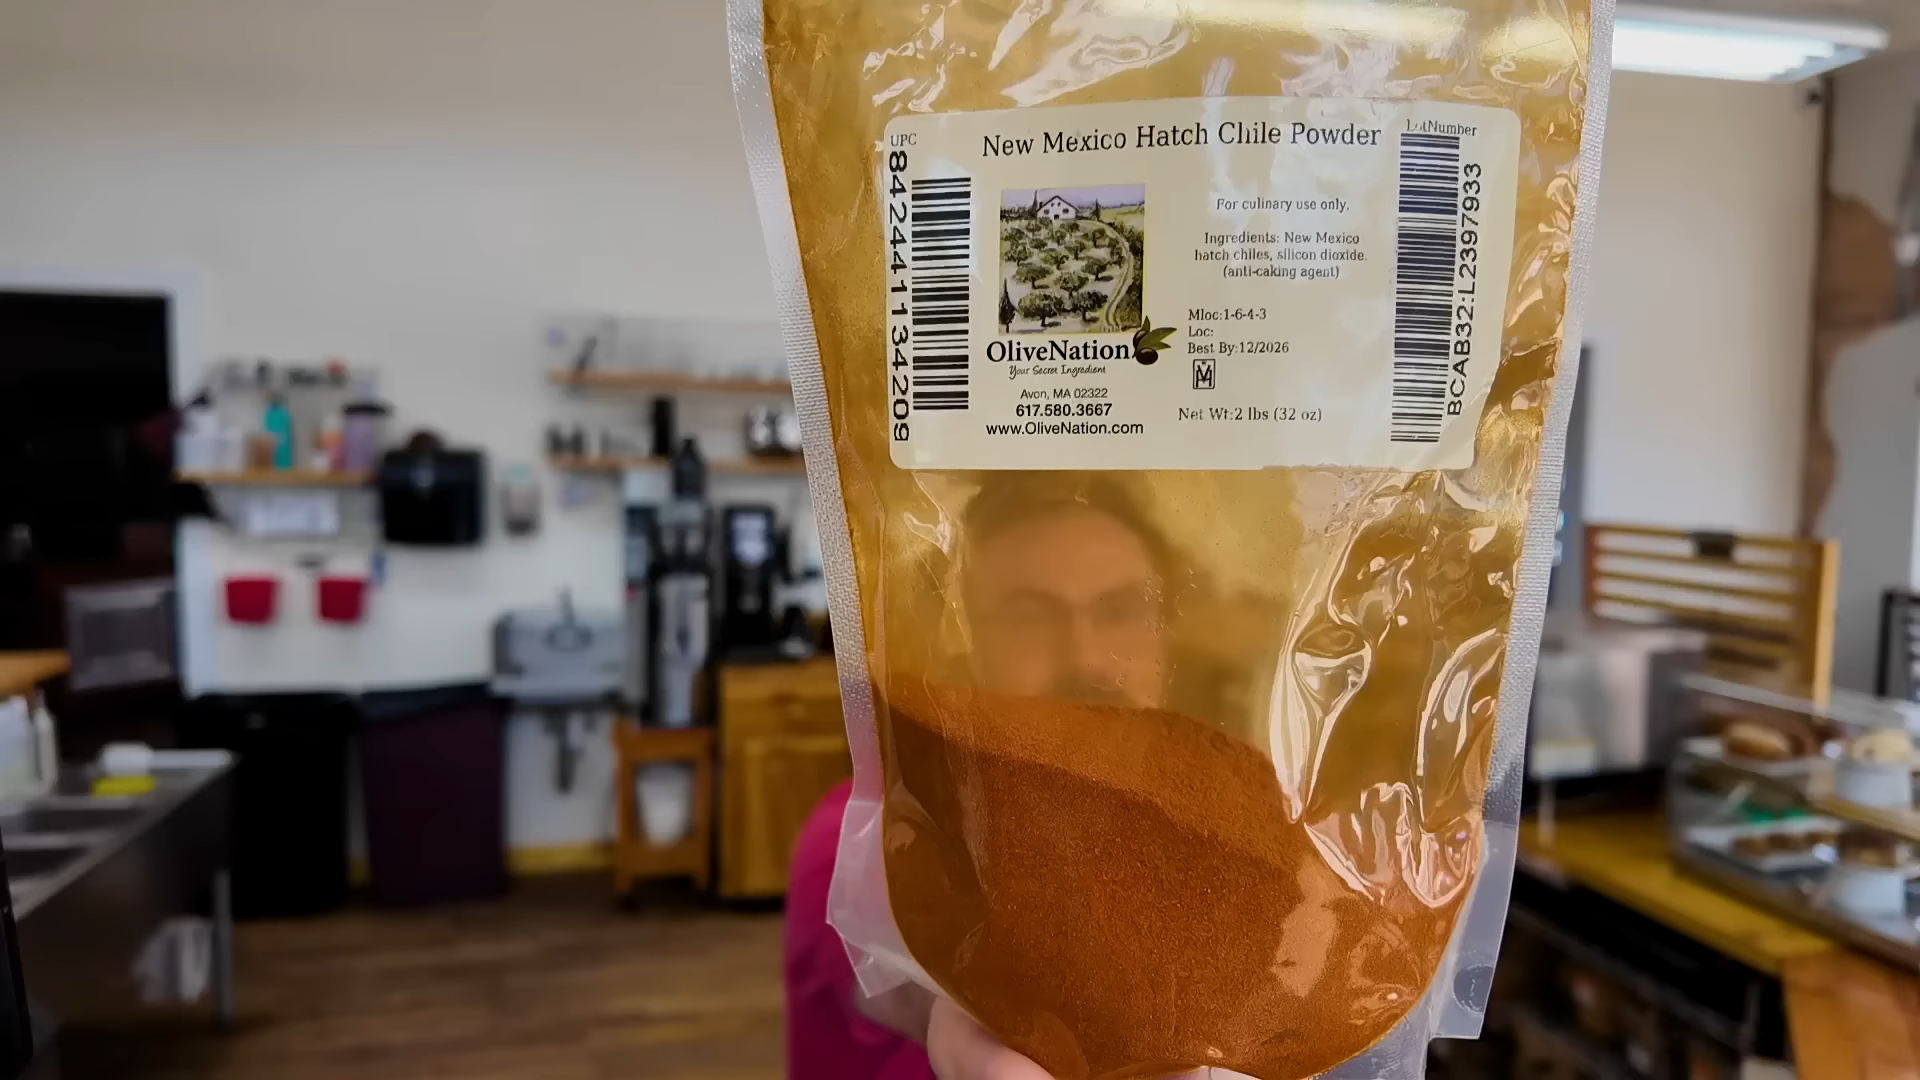 New Mexico Hatch Chile Powder
UPC
842441134209
LotNumber
BCAB32:L2397933
For culinary use only.
Ingredients: New Mexico
hatch chiles, silicon dioxide.
(anti-caking agent)
Mloc:1-6-4-3
Loc:
Best By:12/2026
Net Wt:2 lbs (32 oz)
OliveNation
Your Secret Ingredient
Avon, MA 02322
617.580.3667
www.OliveNation.com